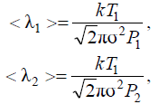 < λ₁ >= kT₁ / √2πσ²P₁ ,
< λ₂ >= kT₁ / √2πσ²P₂ ,